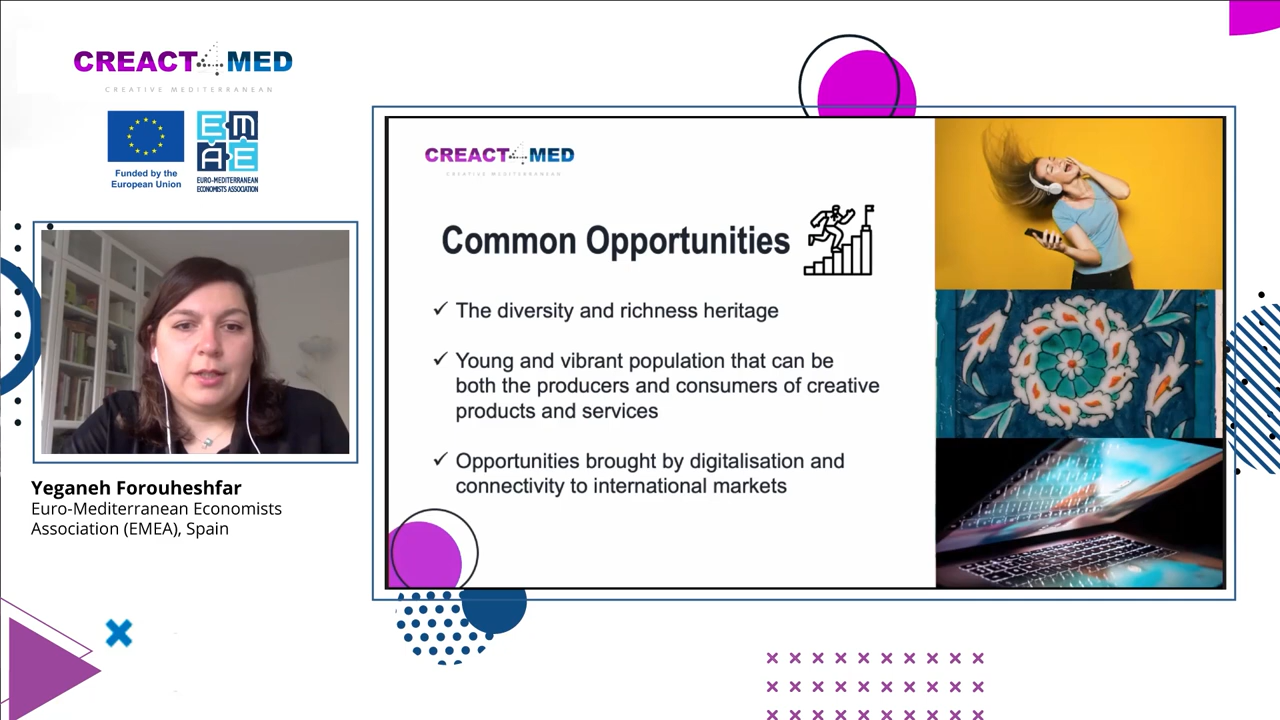 CREACT4MED
CREATIVE MEDITERRANEAN
Funded by the
European Union
EMAE
EURO-MEDITERRANEAN
ECONOMISTS ASSOCIATION
Yeganeh Forouheshfar
Euro-Mediterranean Economists
Association (EMEA), Spain
CREACT4MED
CREATIVE MEDITERRANEAN
Common Opportunities
✓ The diversity and richness heritage
✓ Young and vibrant population that can be
both the producers and consumers of creative
products and services
✓ Opportunities brought by digitalisation and
connectivity to international markets